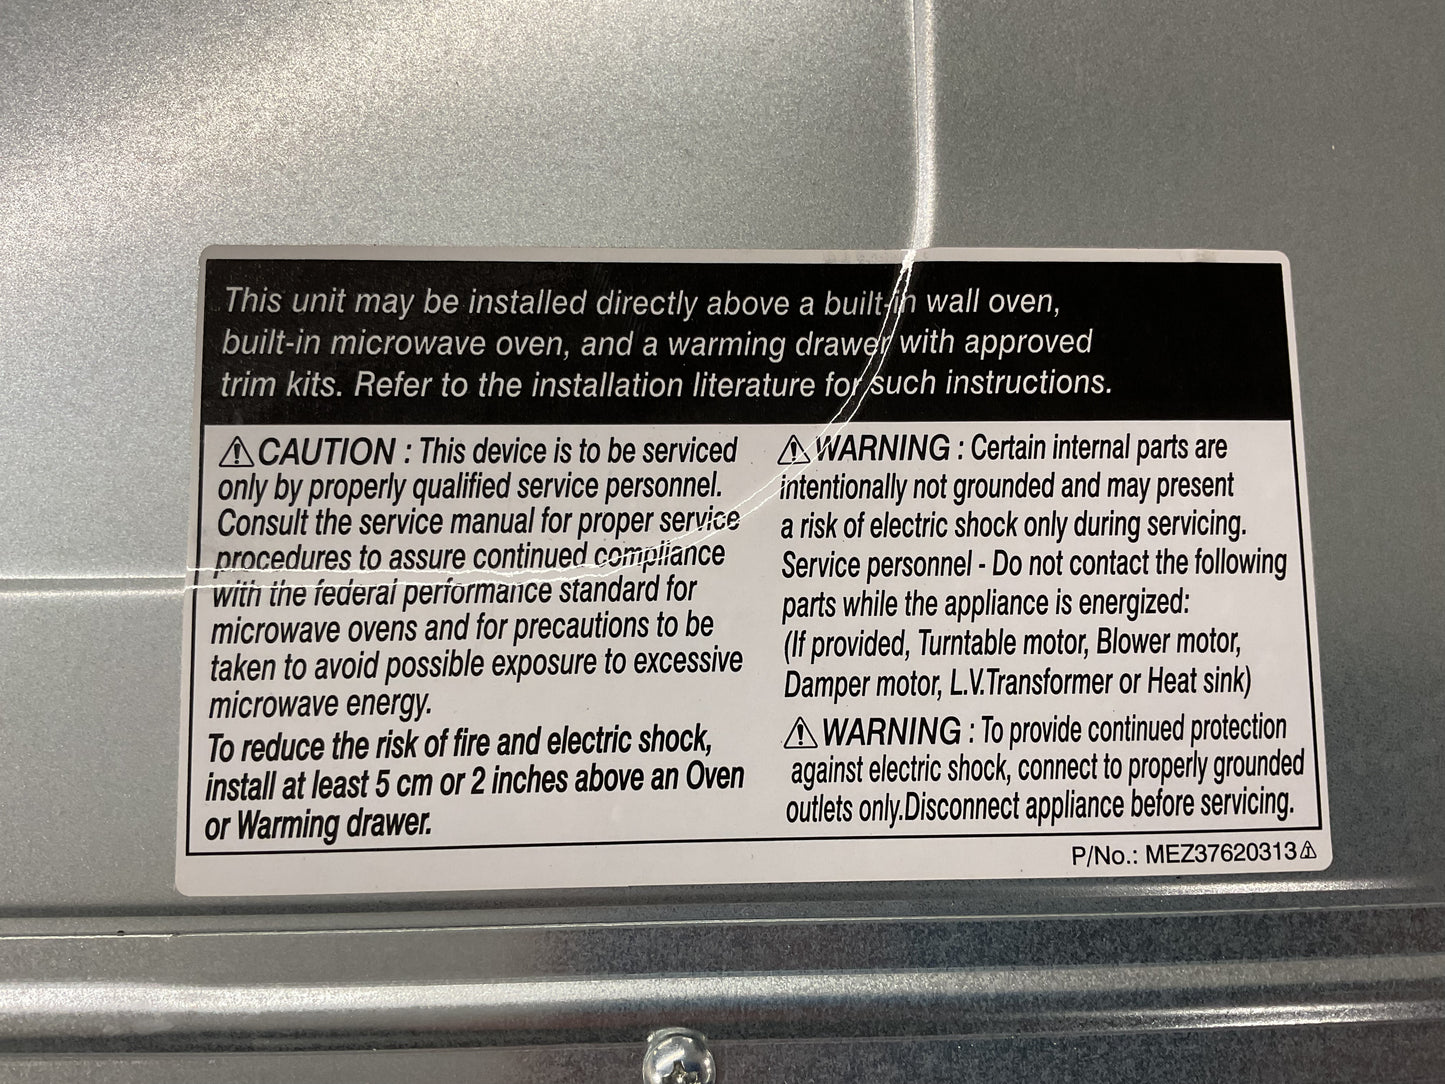 This unit may be installed directly above a built-in wall oven,
built-in microwave oven, and a warming drawer with approved
trim kits. Refer to the installation literature for such instructions.
⚠CAUTION : This device is to be serviced
only by properly qualified service personnel.
Consult the service manual for proper service
procedures to assure continued compliance
with the federal performance standard for
microwave ovens and for precautions to be
taken to avoid possible exposure to excessive
microwave energy.
To reduce the risk of fire and electric shock,
install at least 5 cm or 2 inches above an Oven
or Warming drawer.
⚠WARNING : Certain internal parts are
intentionally not grounded and may present
a risk of electric shock only during servicing.
Service personnel - Do not contact the following
parts while the appliance is energized:
(If provided, Turntable motor, Blower motor,
Damper motor, L.V.Transformer or Heat sink)
⚠WARNING : To provide continued protection
against electric shock, connect to properly grounded
outlets only.Disconnect appliance before servicing.
P/No.: MEZ37620313⚠